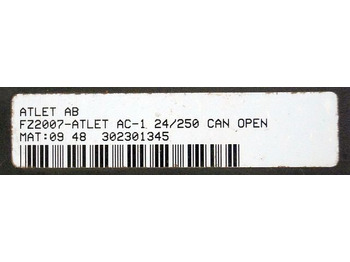 ATLET AB
FZ2007-ATLET AC-1 24/250 CAN OPEN
MAT:09 48 302301345